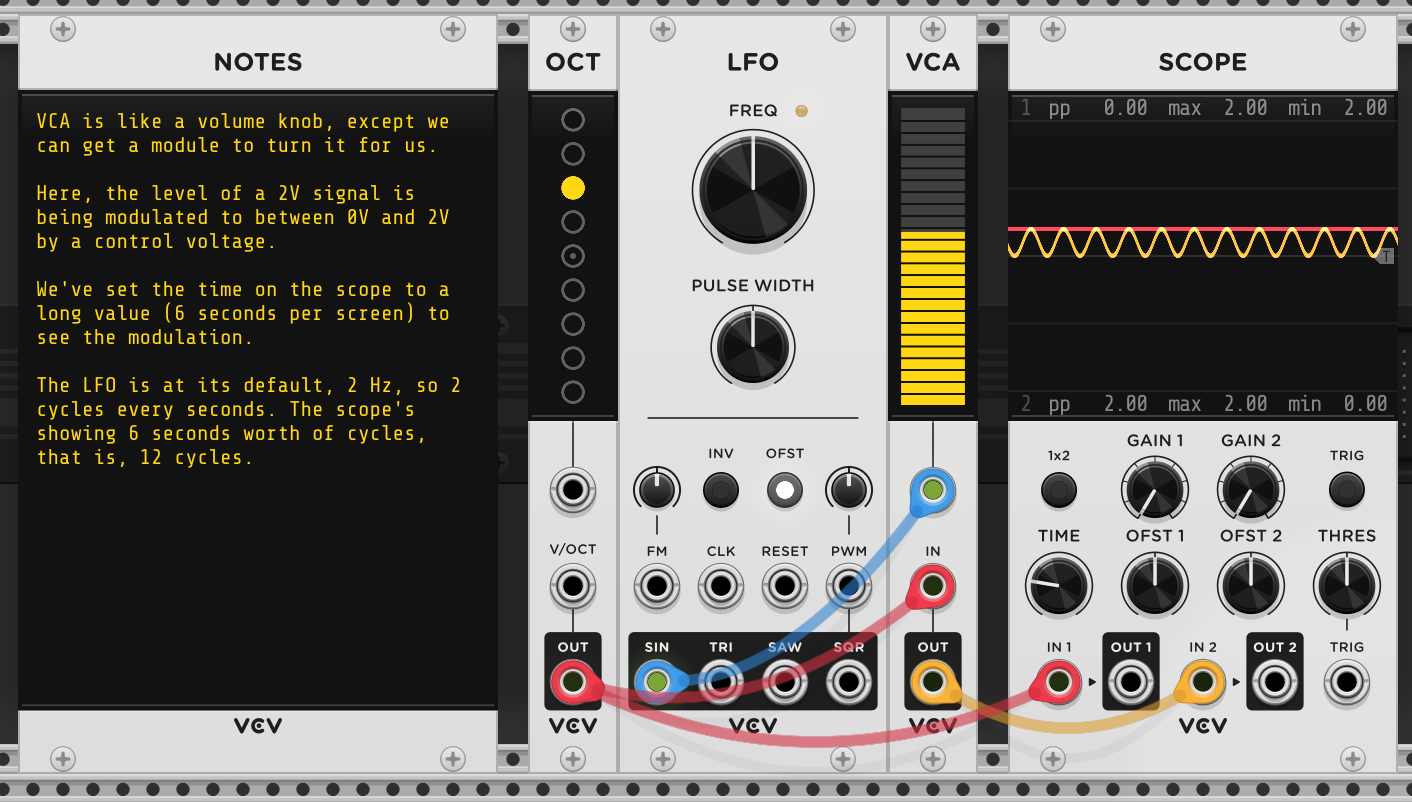 NOTES
VCA is like a volume knob, except we
can get a module to turn it for us.
Here, the level of a 2V signal is
being modulated to between 0V and 2V
by a control voltage.
We've set the time on the scope to a
long value (6 seconds per screen) to
see the modulation.
The LFO is at its default, 2 Hz, so 2
cycles every seconds. The scope's
showing 6 seconds worth of cycles,
that is, 12 cycles.
VCV
OCT
V/OCT
OUT
VCV
LFO
FREQ
PULSE WIDTH
INV OFST
FM CLK RESET PWM
SIN TRI SAW SQR
VCV
VCA
IN
OUT
VCV
SCOPE
1 pp 0.00 max 2.00 min 2.00
T
2 pp 2.00 max 2.00 min 0.00
1x2 GAIN 1 GAIN 2 TRIG
TIME OFST 1 OFST 2 THRES
IN 1 OUT 1 IN 2 OUT 2 TRIG
VCV